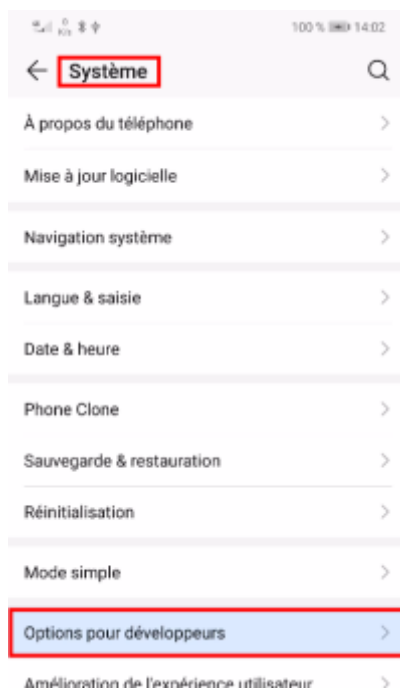 100 % 14:02
Système
À propos du téléphone
Mise à jour logicielle
Navigation système
Langue & saisie
Date & heure
Phone Clone
Sauvegarde & restauration
Réinitialisation
Mode simple
Options pour développeurs
Amélioration de l'expérience utilisateur